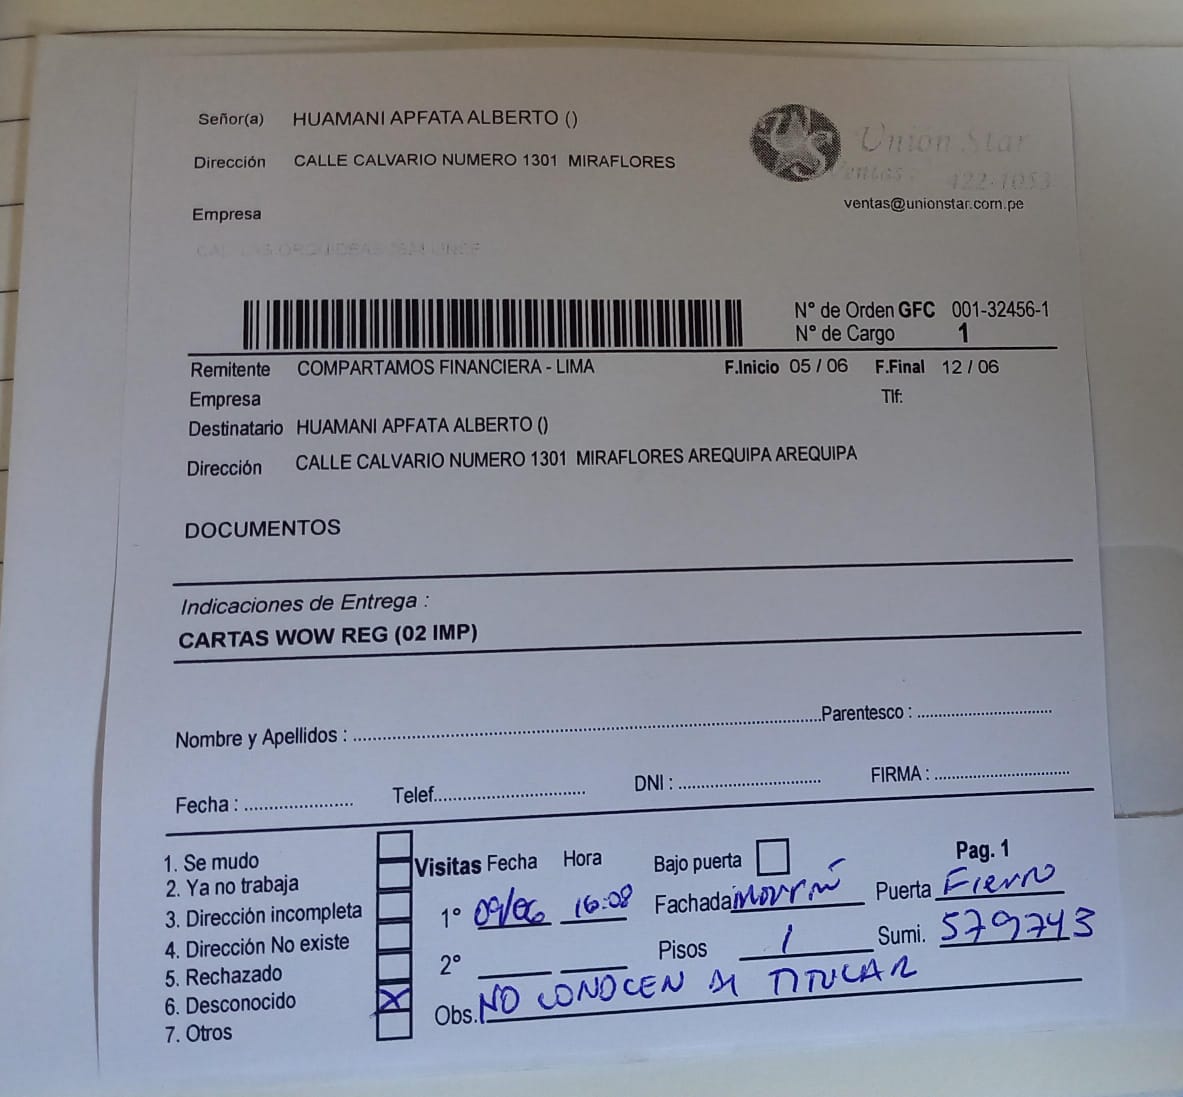 Señor(a) HUAMANI APFATA ALBERTO ()
Dirección CALLE CALVARIO NUMERO 1301 MIRAFLORES
Empresa
Unión Star
Ventas: 422-1053
ventas@unionstar.com.pe
N° de Orden GFC 001-32456-1
N° de Cargo 1
Remitente COMPARTAMOS FINANCIERA - LIMA F.Inicio 05 / 06 F.Final 12 / 06
Empresa Tlf:
Destinatario HUAMANI APFATA ALBERTO ()
Dirección CALLE CALVARIO NUMERO 1301 MIRAFLORES AREQUIPA AREQUIPA
DOCUMENTOS
Indicaciones de Entrega :
CARTAS WOW REG (02 IMP)
Nombre y Apellidos : Parentesco :
Fecha : Telef. DNI : FIRMA :
1. Se mudo
2. Ya no trabaja
3. Dirección incompleta
4. Dirección No existe
5. Rechazado
6. Desconocido X
7. Otros
Visitas Fecha Hora Bajo puerta Pag. 1
1° 09/06 16:08 Fachada Puerta Fierro
2° Pisos 1 Sumi. 579743
Obs. NO CONOCEN TITULAR